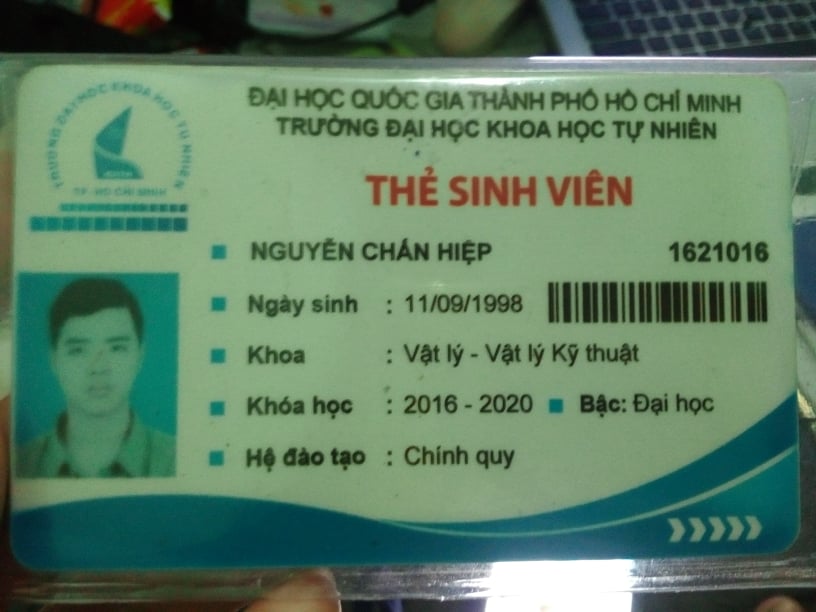 ĐẠI HỌC QUỐC GIA THÀNH PHỐ HỒ CHÍ MINH
TRƯỜNG ĐẠI HỌC KHOA HỌC TỰ NHIÊN
TRƯỜNG ĐẠI HỌC KHOA HỌC TỰ NHIÊN
TP - HỒ CHÍ MINH
THẺ SINH VIÊN
NGUYỄN CHẤN HIỆP 1621016
Ngày sinh : 11/09/1998
Khoa : Vật lý - Vật lý Kỹ thuật
Khóa học : 2016 - 2020 Bậc: Đại học
Hệ đào tạo : Chính quy